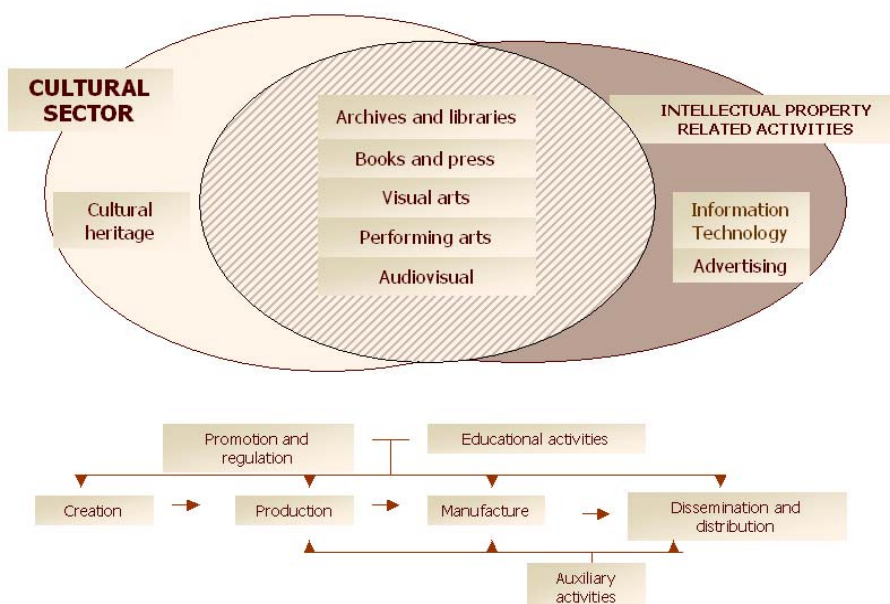 CULTURAL
SECTOR
Cultural
heritage
Archives and libraries
Books and press
Visual arts
Performing arts
Audiovisual
INTELLECTUAL PROPERTY
RELATED ACTIVITIES
Information
Technology
Advertising
Promotion and
regulation
Educational activities
Creation
Production
Manufacture
Dissemination and
distribution
Auxiliary
activities